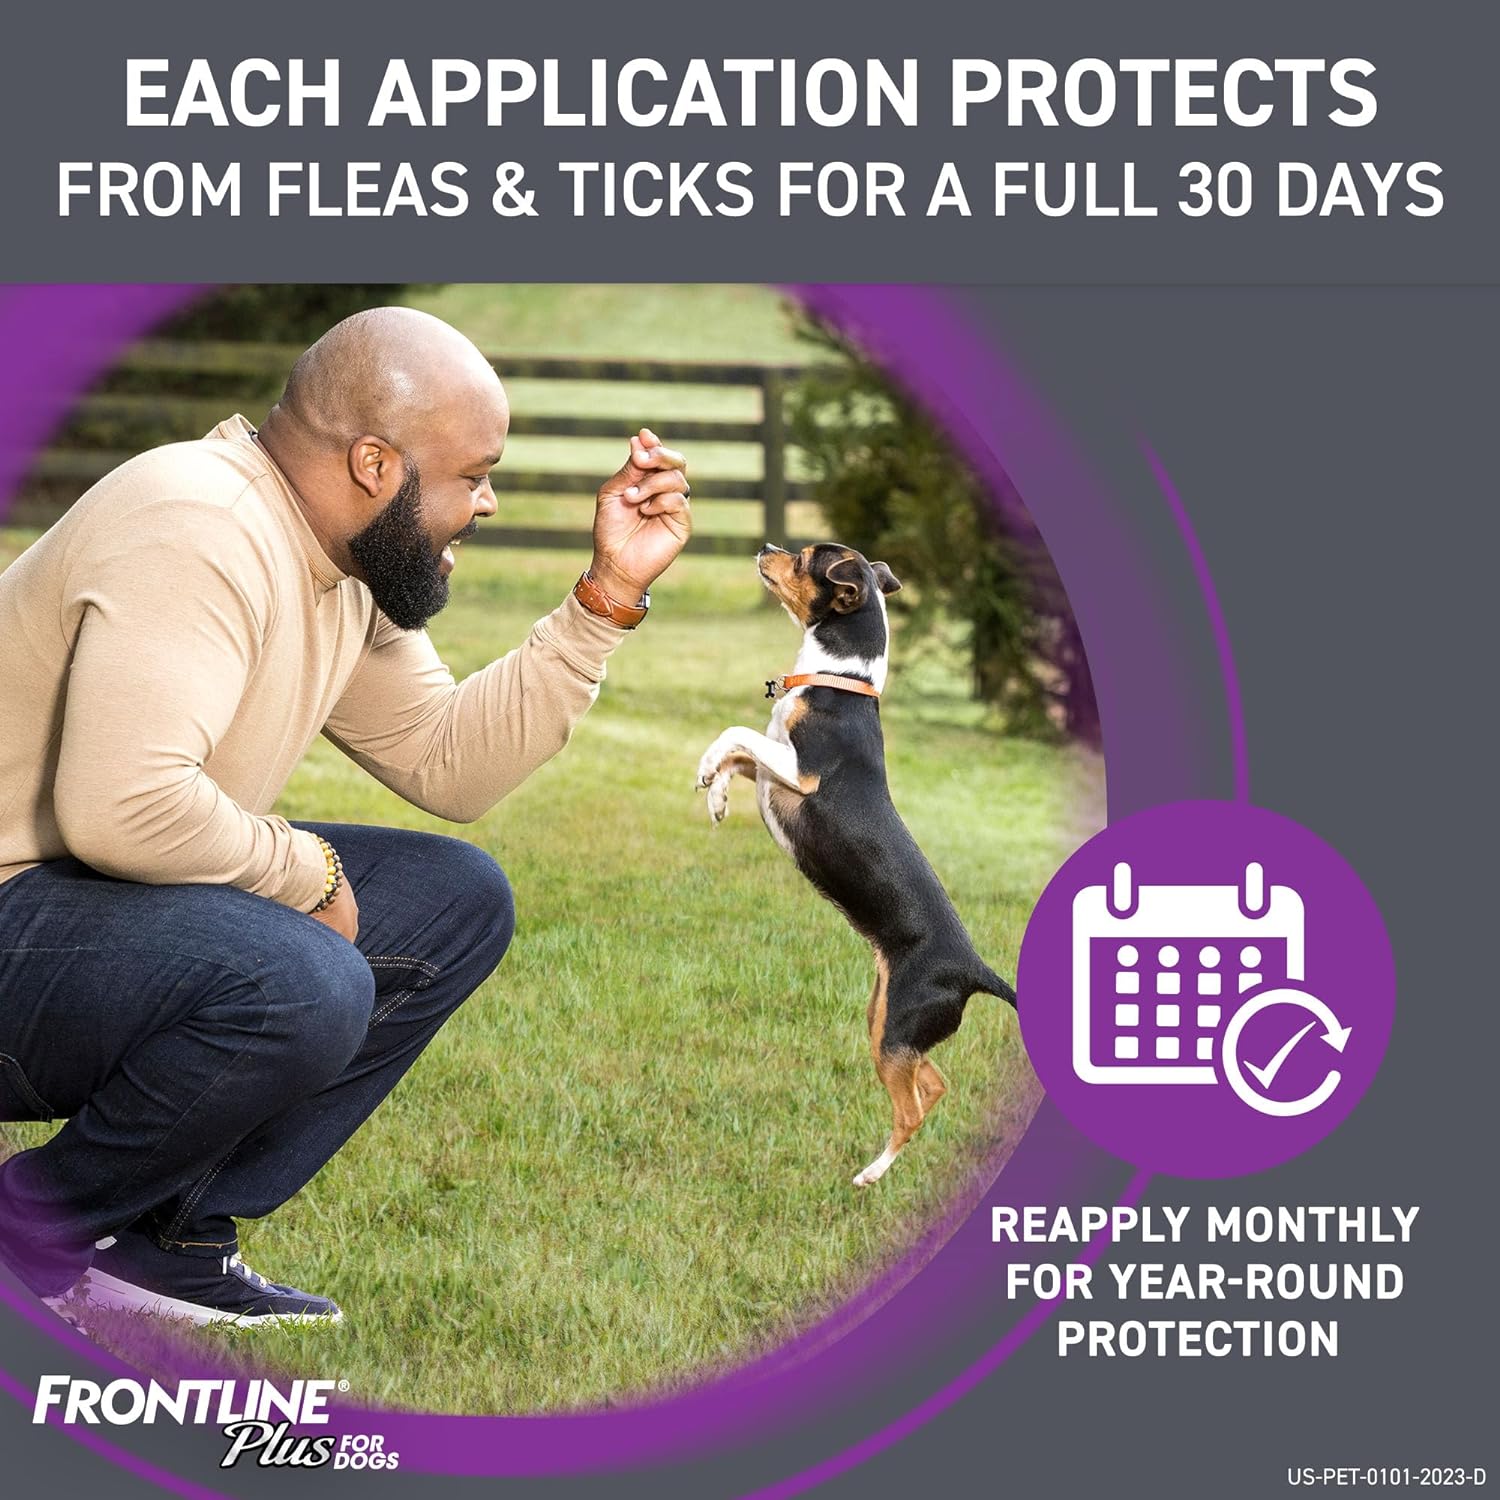 EACH APPLICATION PROTECTS
FROM FLEAS & TICKS FOR A FULL 30 DAYS
REAPPLY MONTHLY
FOR YEAR-ROUND
PROTECTION
FRONTLINE®
Plus FOR
DOGS
US-PET-0101-2023-D